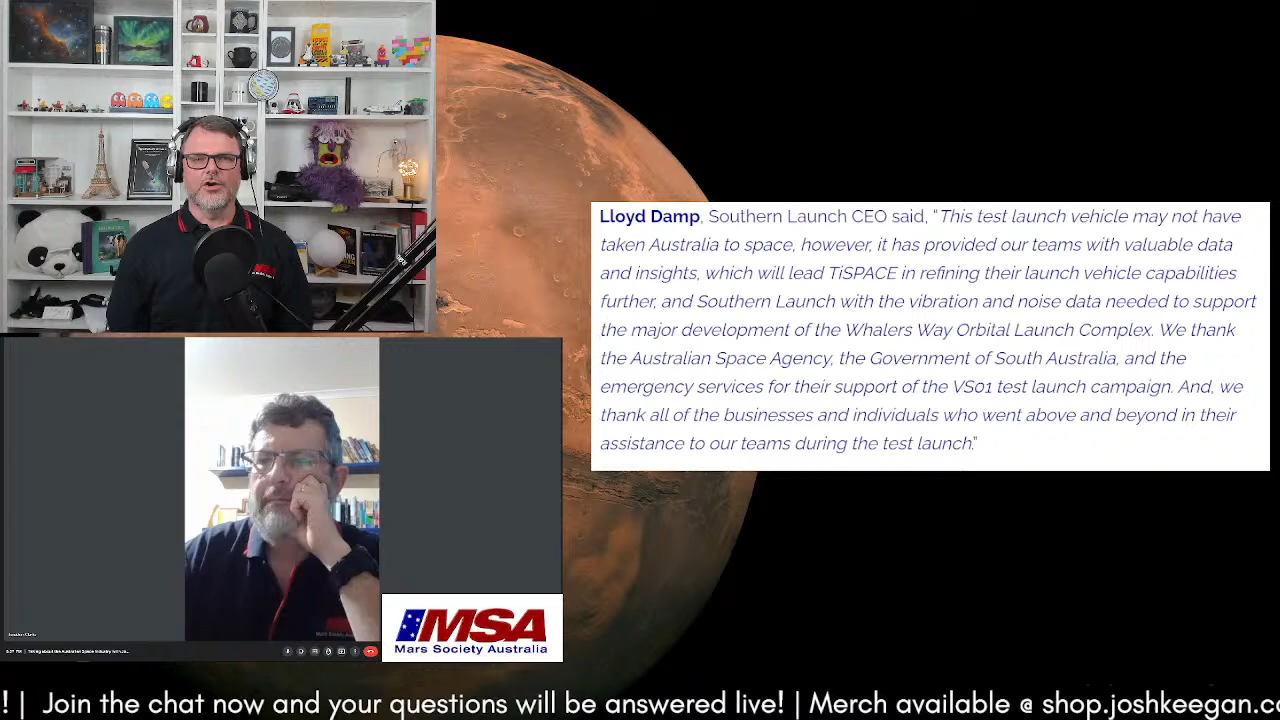 Lloyd Damp, Southern Launch CEO said, “This test launch vehicle may not have
taken Australia to space, however, it has provided our teams with valuable data
and insights, which will lead TiSPACE in refining their launch vehicle capabilities
further, and Southern Launch with the vibration and noise data needed to support
the major development of the Whalers Way Orbital Launch Complex. We thank
the Australian Space Agency, the Government of South Australia, and the
emergency services for their support of the VS01 test launch campaign. And, we
thank all of the businesses and individuals who went above and beyond in their
assistance to our teams during the test launch.”
MSA
Mars Society Australia
! | Join the chat now and your questions will be answered live! | Merch available @ shop.joshkeegan.c